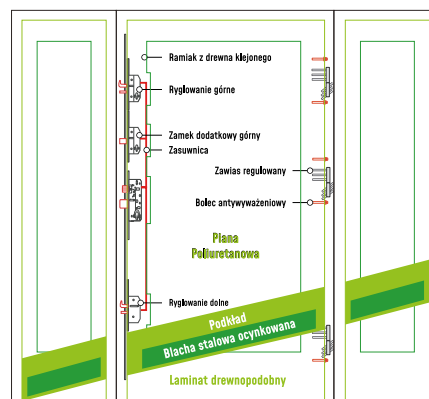 Ramiak z drewna klejonego
Ryglowanie górne
Zamek dodatkowy górny
Zasuwnica
Zawias regulowany
Bolec antywyważeniowy
Piana
Poliuretanowa
Ryglowanie dolne
Podkład
Blacha stalowa ocynkowana
Laminat drewnopodobny